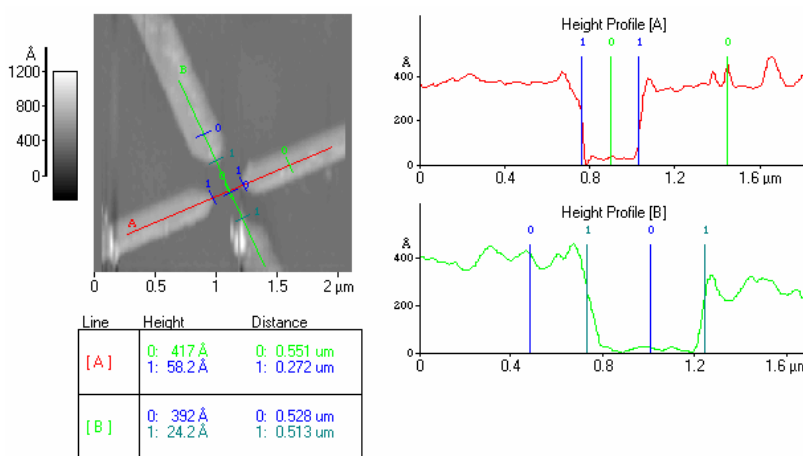 Å
1200
800
400
0
B
0
1
0
0
1
1
0
1
A
0 0.5 1 1.5 2 µm
Line Height Distance
[A] 0: 417 Å 0: 0.551 um
1: 58.2 Å 1: 0.272 um
[B] 0: 392 Å 0: 0.528 um
1: 24.2 Å 1: 0.513 um
Height Profile [A]
1 0 1 0
Å
400
200
0
0 0.4 0.8 1.2 1.6 µm
Height Profile [B]
0 1 0 1
Å
400
200
0
0 0.4 0.8 1.2 1.6 µm